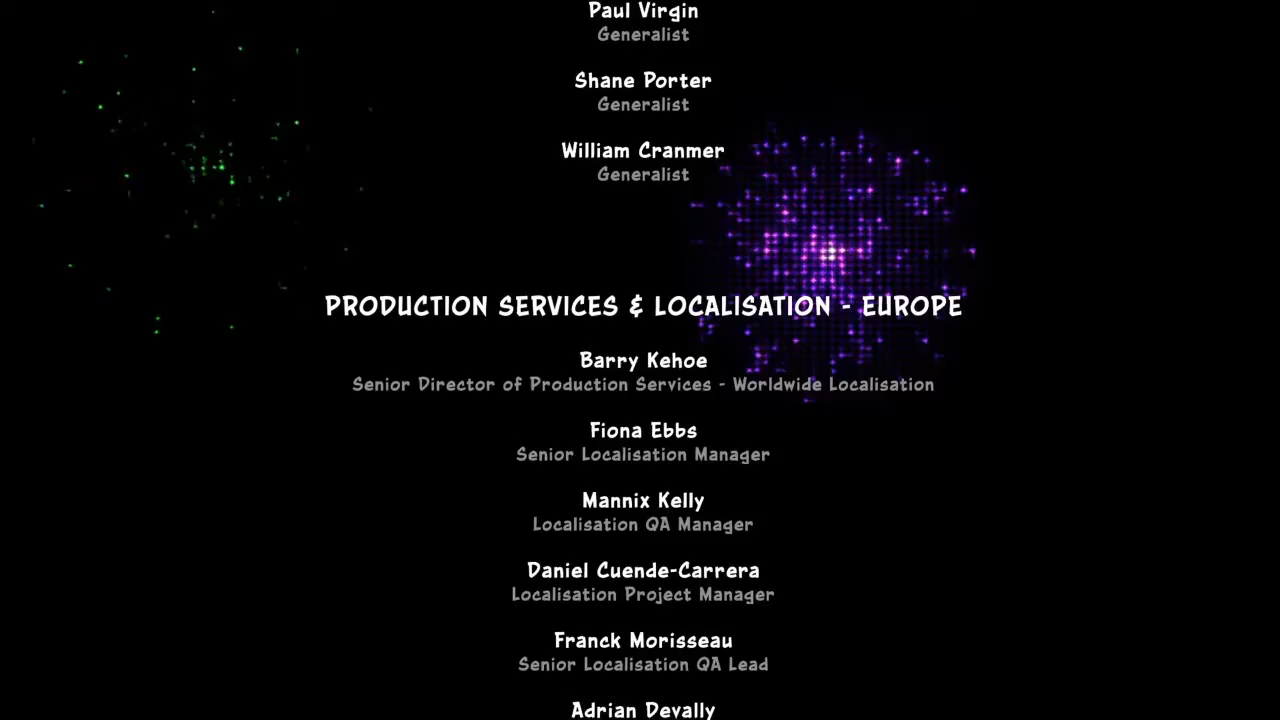 Paul Virgin
Generalist
Shane Porter
Generalist
William Cranmer
Generalist
PRODUCTION SERVICES & LOCALISATION - EUROPE
Barry Kehoe
Senior Director of Production Services - Worldwide Localisation
Fiona Ebbs
Senior Localisation Manager
Mannix Kelly
Localisation QA Manager
Daniel Cuende-Carrera
Localisation Project Manager
Franck Morisseau
Senior Localisation QA Lead
Adrian Devally